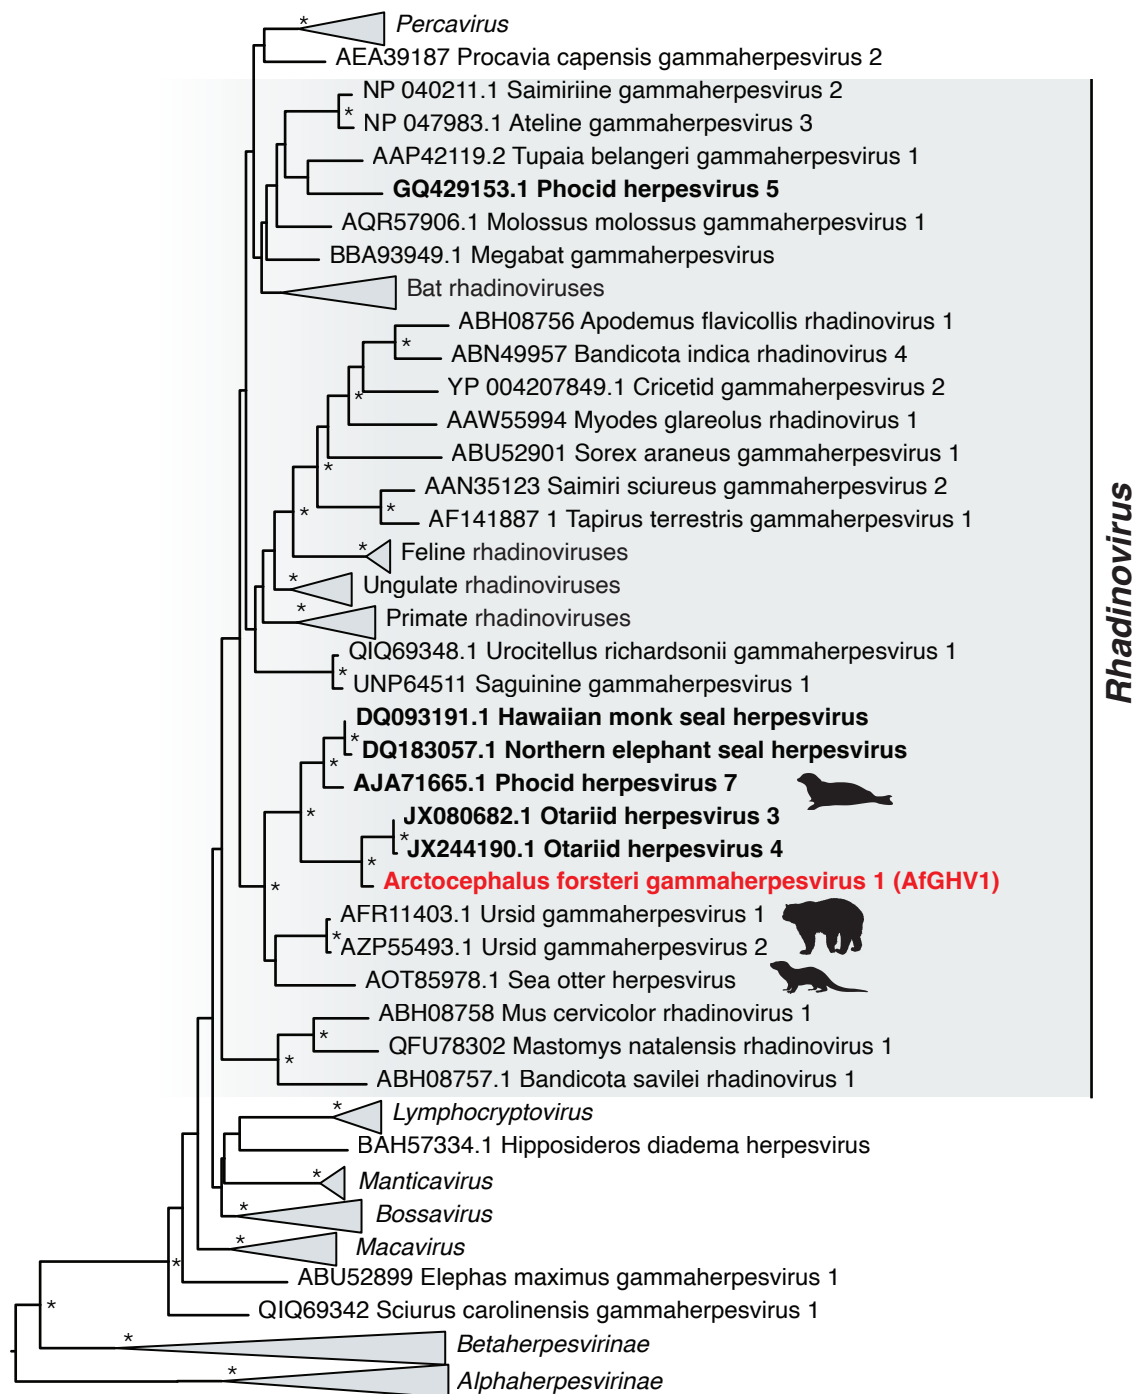 Percavirus
AEA39187 Procavia capensis gammaherpesvirus 2
NP 040211.1 Saimiriine gammaherpesvirus 2
NP 047983.1 Ateline gammaherpesvirus 3
AAP42119.2 Tupaia belangeri gammaherpesvirus 1
GQ429153.1 Phocid herpesvirus 5
AQR57906.1 Molossus molossus gammaherpesvirus 1
BBA93949.1 Megabat gammaherpesvirus
Bat rhadinoviruses
ABH08756 Apodemus flavicollis rhadinovirus 1
ABN49957 Bandicota indica rhadinovirus 4
YP 004207849.1 Cricetid gammaherpesvirus 2
AAW55994 Myodes glareolus rhadinovirus 1
ABU52901 Sorex araneus gammaherpesvirus 1
AAN35123 Saimiri sciureus gammaherpesvirus 2
AF141887 1 Tapirus terrestris gammaherpesvirus 1
Feline rhadinoviruses
Ungulate rhadinoviruses
Primate rhadinoviruses
QIQ69348.1 Urocitellus richardsonii gammaherpesvirus 1
UNP64511 Saguinine gammaherpesvirus 1
DQ093191.1 Hawaiian monk seal herpesvirus
DQ183057.1 Northern elephant seal herpesvirus
AJA71665.1 Phocid herpesvirus 7
JX080682.1 Otariid herpesvirus 3
JX244190.1 Otariid herpesvirus 4
Arctocephalus forsteri gammaherpesvirus 1 (AfGHV1)
AFR11403.1 Ursid gammaherpesvirus 1
AZP55493.1 Ursid gammaherpesvirus 2
AOT85978.1 Sea otter herpesvirus
ABH08758 Mus cervicolor rhadinovirus 1
QFU78302 Mastomys natalensis rhadinovirus 1
ABH08757.1 Bandicota savilei rhadinovirus 1
Lymphocryptovirus
BAH57334.1 Hipposideros diadema herpesvirus
Manticavirus
Bossavirus
Macavirus
ABU52899 Elephas maximus gammaherpesvirus 1
QIQ69342 Sciurus carolinensis gammaherpesvirus 1
Betaherpesvirinae
Alphaherpesvirinae
Rhadinovirus